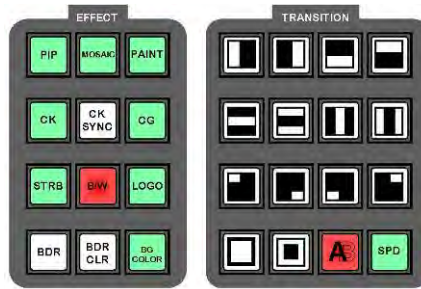 EFFECT
TRANSITION
PIP
MOSAIC
PAINT
CK
CK
SYNC
CG
STRB
B/W
LOGO
BDR
BDR
CLR
BG
COLOR
AB
SPD